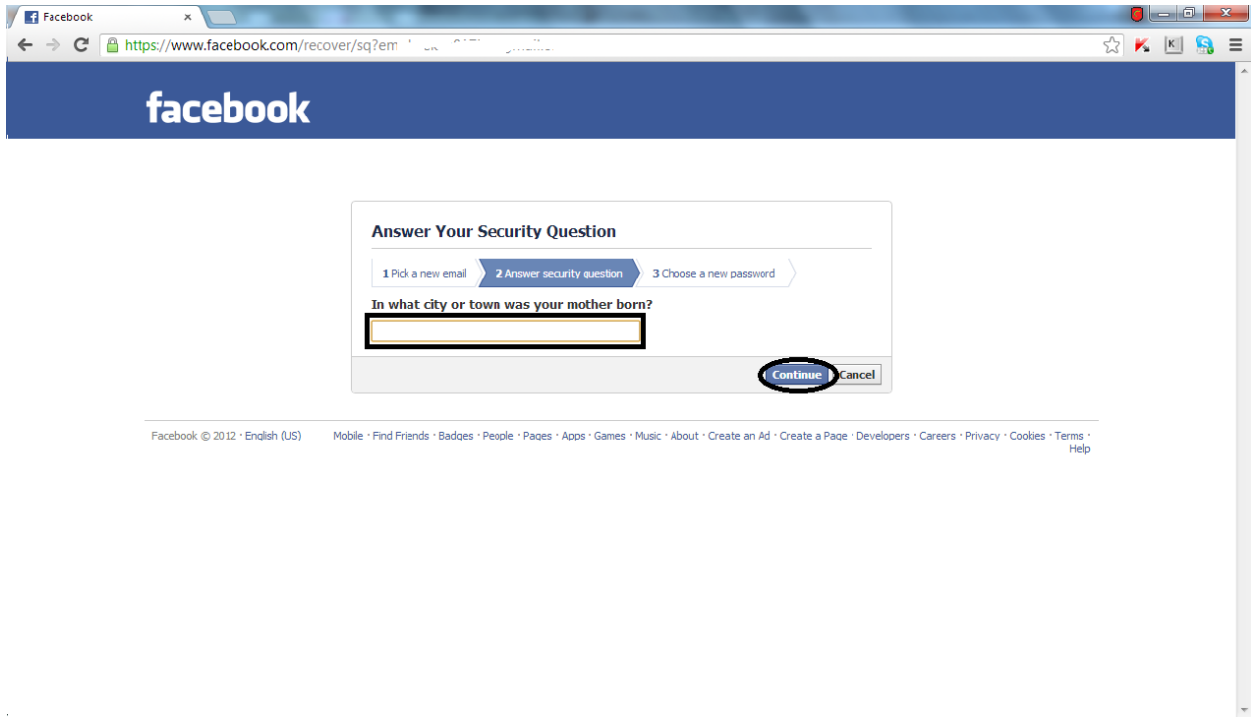 Facebook
https://www.facebook.com/recover/sq?em
facebook
Answer Your Security Question
1 Pick a new email 2 Answer security question 3 Choose a new password
In what city or town was your mother born?
Continue Cancel
Facebook © 2012 · English (US) Mobile · Find Friends · Badges · People · Pages · Apps · Games · Music · About · Create an Ad · Create a Page · Developers · Careers · Privacy · Cookies · Terms ·
Help